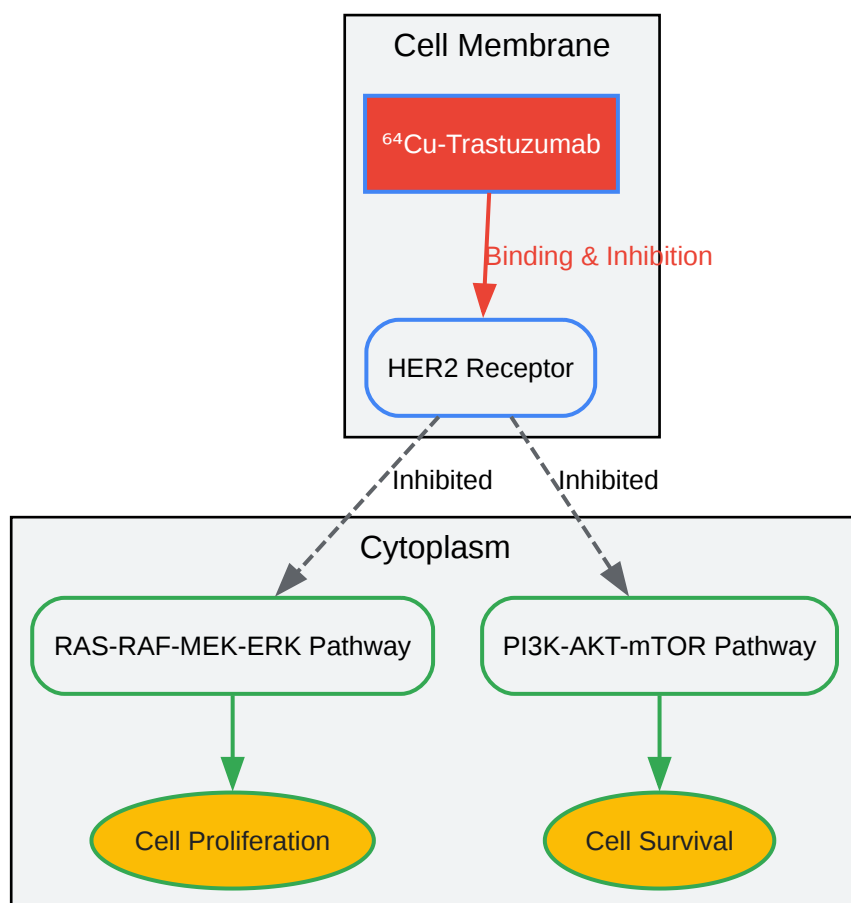 Cell Membrane
⁶⁴Cu-Trastuzumab
Binding & Inhibition
HER2 Receptor
Inhibited
Inhibited
Cytoplasm
RAS-RAF-MEK-ERK Pathway
PI3K-AKT-mTOR Pathway
Cell Proliferation
Cell Survival